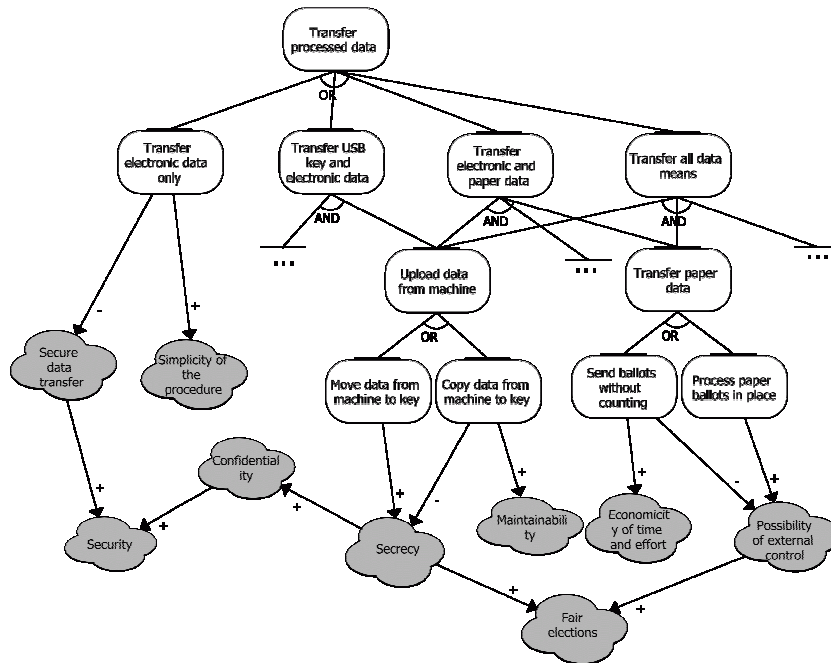 Transfer
processed data
OR
Transfer
electronic data
only
Transfer USB
key and
electronic data
Transfer
electronic and
paper data
Transfer all data
means
AND
AND
AND
...
...
...
Upload data
from machine
Transfer paper
data
-
+
OR
OR
Secure
data
transfer
Simplicity of
the
procedure
Move data from
machine to key
Copy data from
machine to key
Send ballots
without
counting
Process paper
ballots in place
Confidential
ity
+
+
-
+
+
-
+
+
+
Security
Secrecy
Maintainabili
ty
Economicit
y of time
and effort
Possibility
of external
control
+
+
Fair
elections